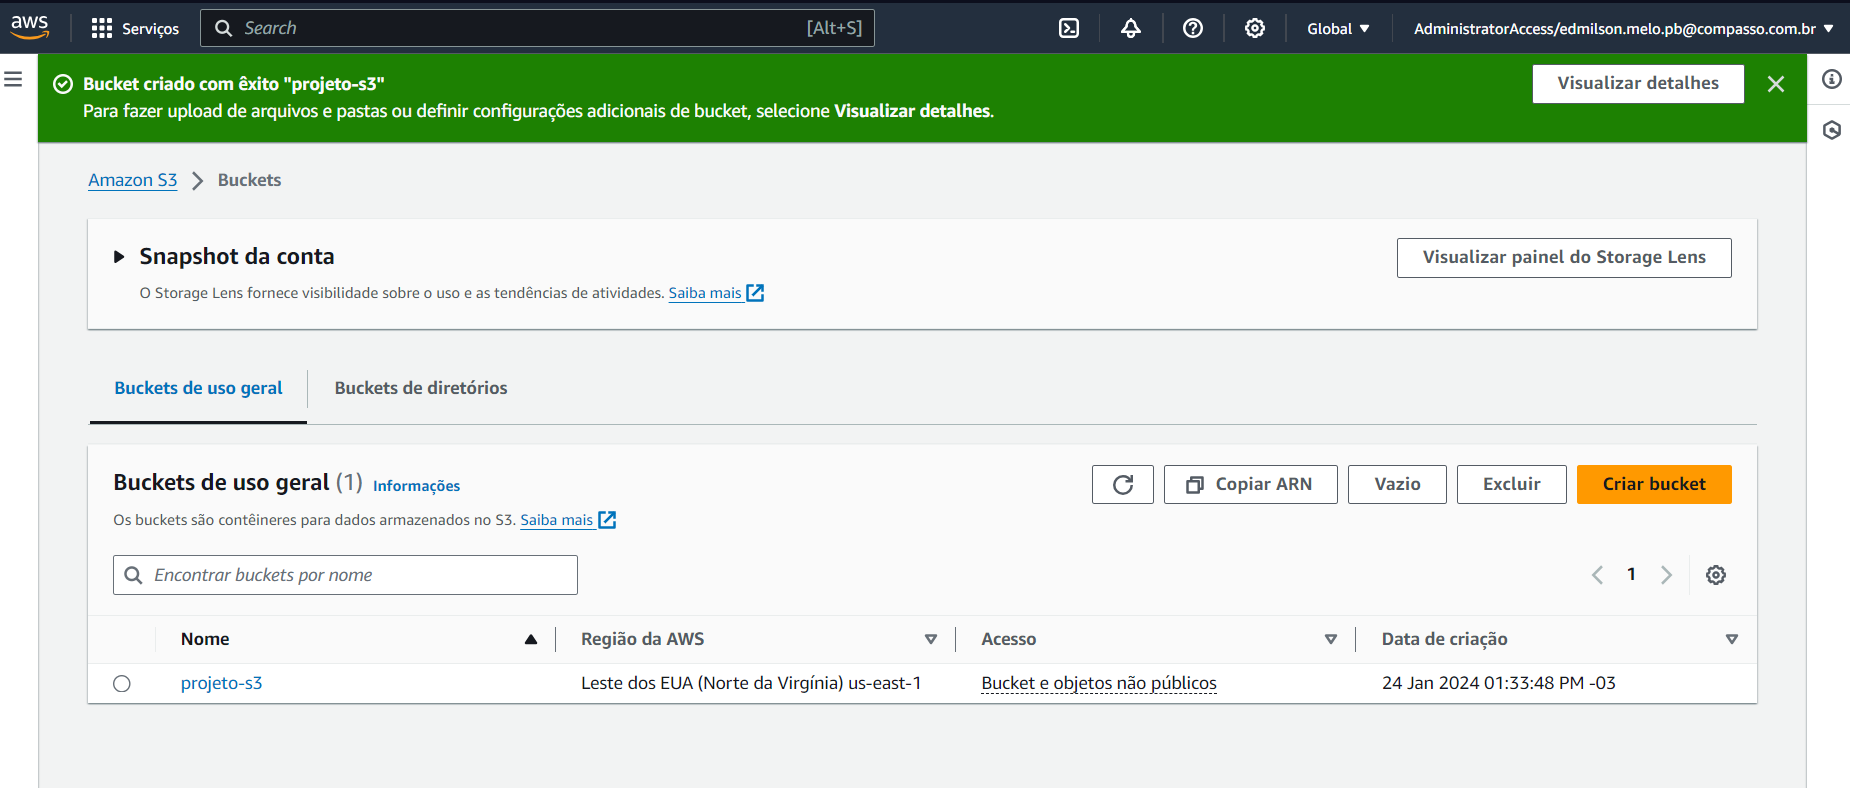 aws
Serviços
Search [Alt+S]
Global
AdministratorAccess/edmilson.melo.pb@compasso.com.br
Bucket criado com êxito "projeto-s3"
Para fazer upload de arquivos e pastas ou definir configurações adicionais de bucket, selecione Visualizar detalhes.
Visualizar detalhes
Amazon S3 Buckets
Snapshot da conta
O Storage Lens fornece visibilidade sobre o uso e as tendências de atividades. Saiba mais
Visualizar painel do Storage Lens
Buckets de uso geral Buckets de diretórios
Buckets de uso geral (1) Informações
Os buckets são contêineres para dados armazenados no S3. Saiba mais
Copiar ARN Vazio Excluir Criar bucket
Encontrar buckets por nome
1
Nome Região da AWS Acesso Data de criação
projeto-s3 Leste dos EUA (Norte da Virgínia) us-east-1 Bucket e objetos não públicos 24 Jan 2024 01:33:48 PM -03